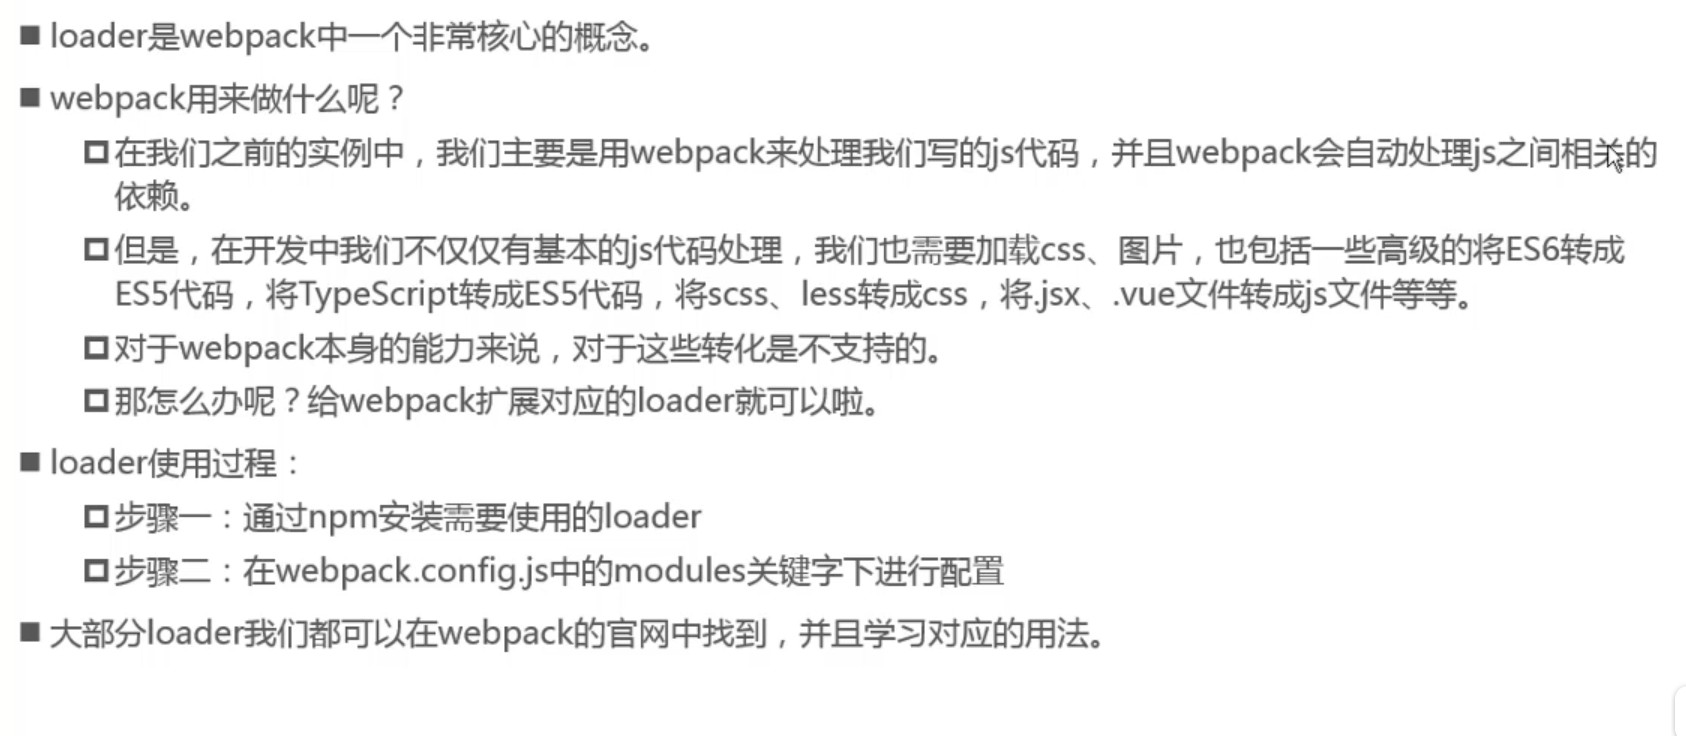 loader是webpack中一个非常核心的概念。
webpack用来做什么呢？
在我们之前的实例中，我们主要是用webpack来处理我们写的js代码，并且webpack会自动处理js之间相关的
依赖。
但是，在开发中我们不仅仅有基本的js代码处理，我们也需要加载css、图片，也包括一些高级的将ES6转成
ES5代码，将TypeScript转成ES5代码，将scss、less转成css，将.jsx、.vue文件转成js文件等等。
对于webpack本身的能力来说，对于这些转化是不支持的。
那怎么办呢？给webpack扩展对应的loader就可以啦。
loader使用过程：
步骤一：通过npm安装需要使用的loader
步骤二：在webpack.config.js中的modules关键字下进行配置
大部分loader我们都可以在webpack的官网中找到，并且学习对应的用法。